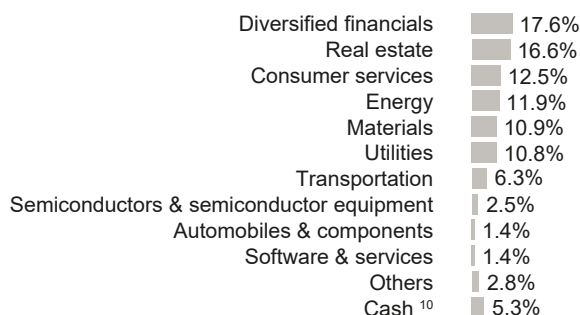 Diversified financials 17.6%
Real estate 16.6%
Consumer services 12.5%
Energy 11.9%
Materials 10.9%
Utilities 10.8%
Transportation 6.3%
Semiconductors & semiconductor equipment 2.5%
Automobiles & components 1.4%
Software & services 1.4%
Others 2.8%
Cash ¹⁰ 5.3%